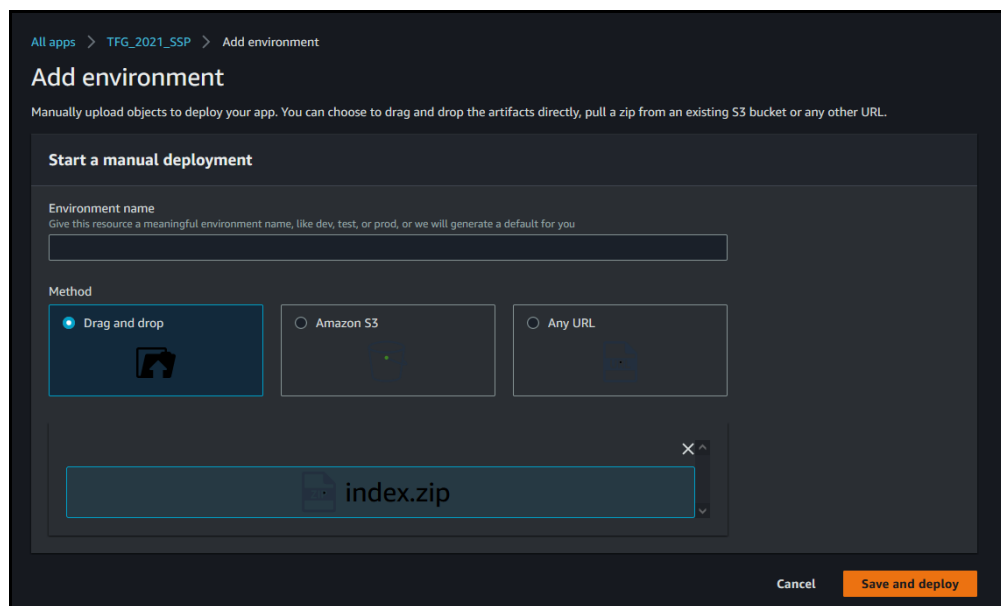 All apps > TFG_2021_SSP > Add environment
Add environment
Manually upload objects to deploy your app. You can choose to drag and drop the artifacts directly, pull a zip from an existing S3 bucket or any other URL.
Start a manual deployment
Environment name
Give this resource a meaningful environment name, like dev, test, or prod, or we will generate a default for you
Method
Drag and drop
Amazon S3
Any URL
index.zip
Cancel
Save and deploy